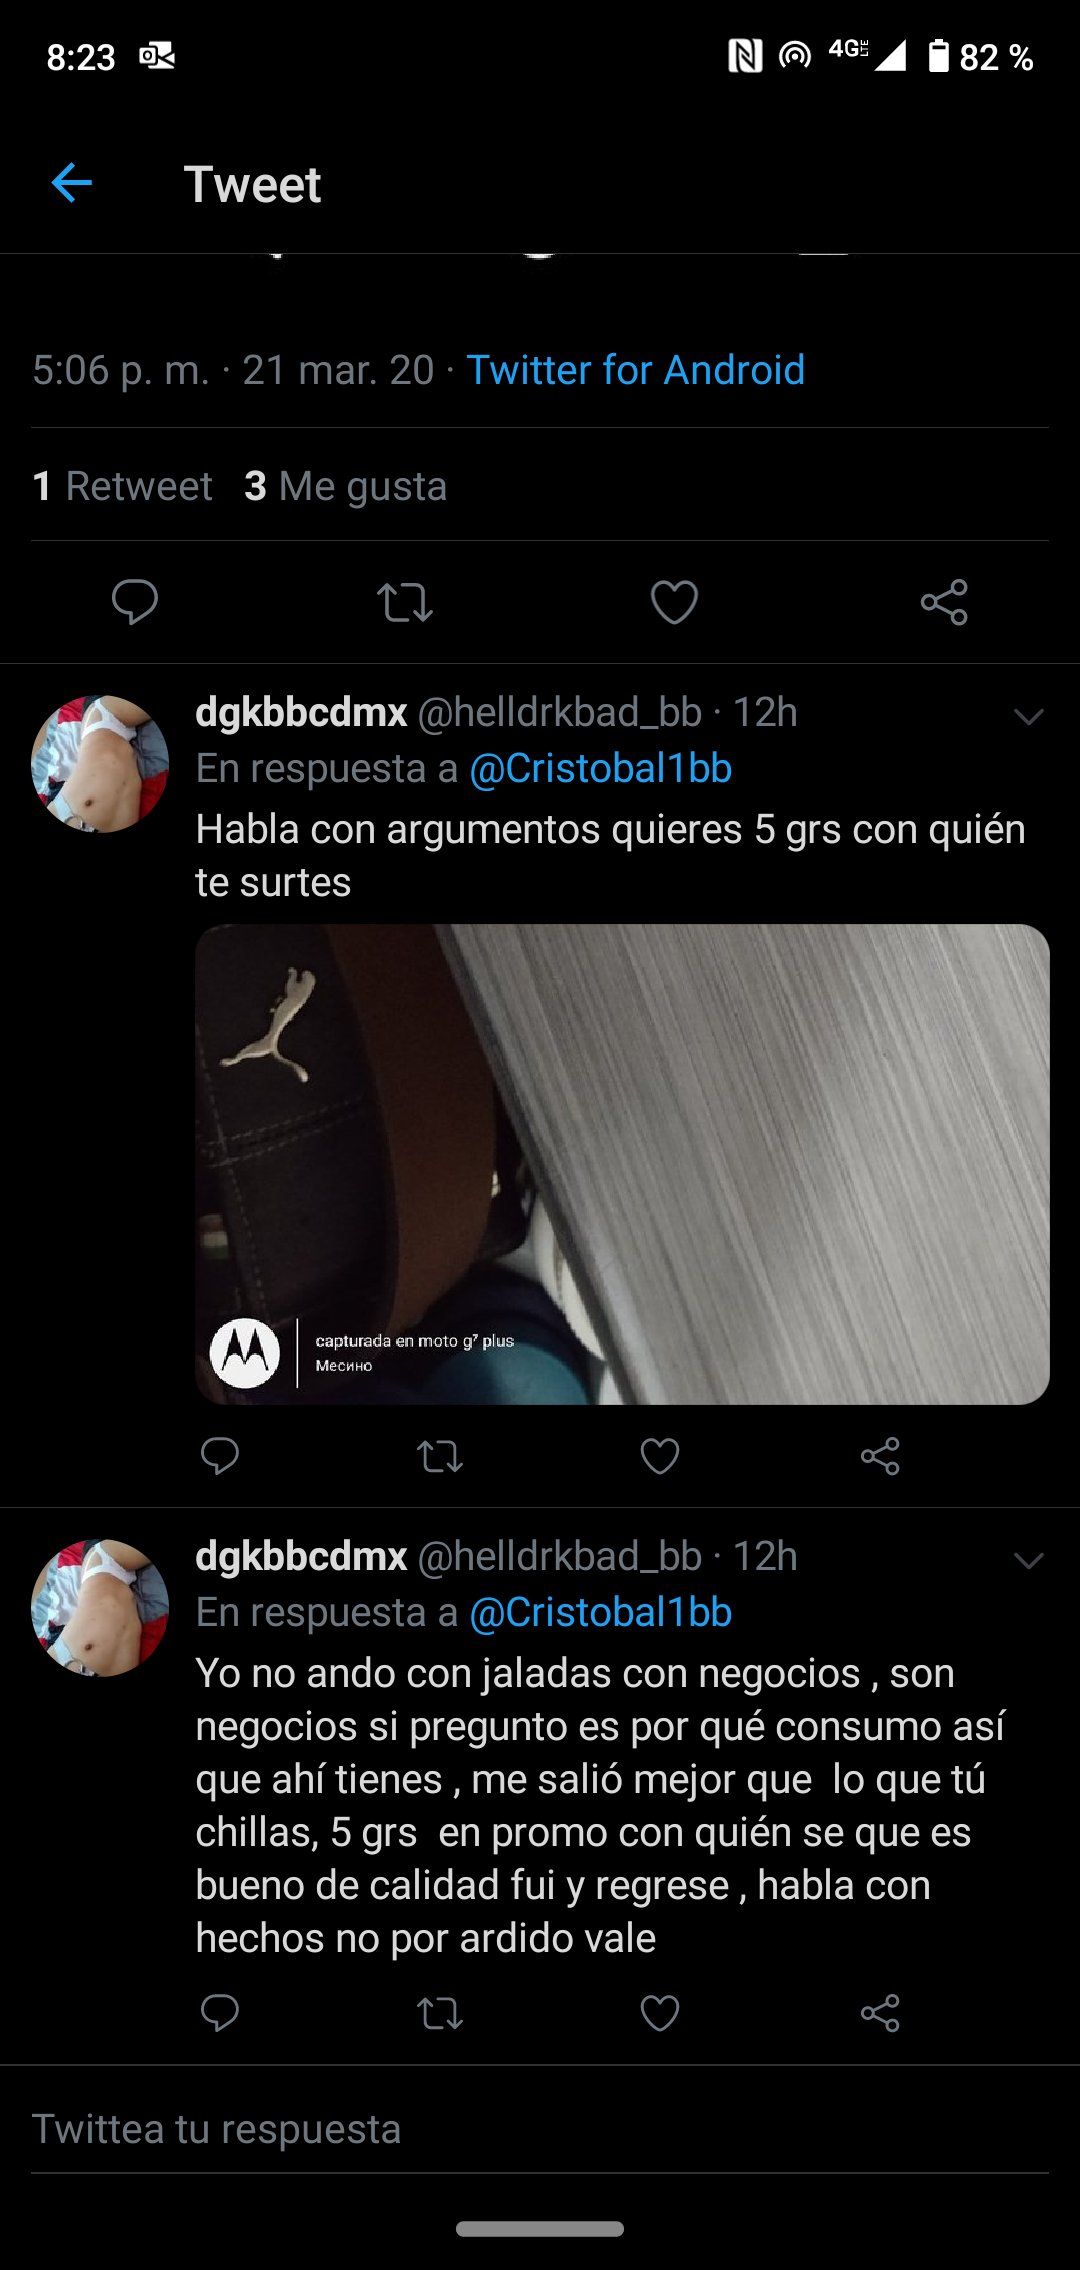 8:23
4G LTE 82 %
Tweet
5:06 p. m. · 21 mar. 20 · Twitter for Android
1 Retweet 3 Me gusta
dgkbbcdmx @helldrkbad_bb · 12h
En respuesta a @Cristobal1bb
Habla con argumentos quieres 5 grs con quién
te surtes
capturada en moto g⁷ plus
Месино
dgkbbcdmx @helldrkbad_bb · 12h
En respuesta a @Cristobal1bb
Yo no ando con jaladas con negocios , son
negocios si pregunto es por qué consumo así
que ahí tienes , me salió mejor que  lo que tú
chillas, 5 grs  en promo con quién se que es
bueno de calidad fui y regrese , habla con
hechos no por ardido vale
Twittea tu respuesta